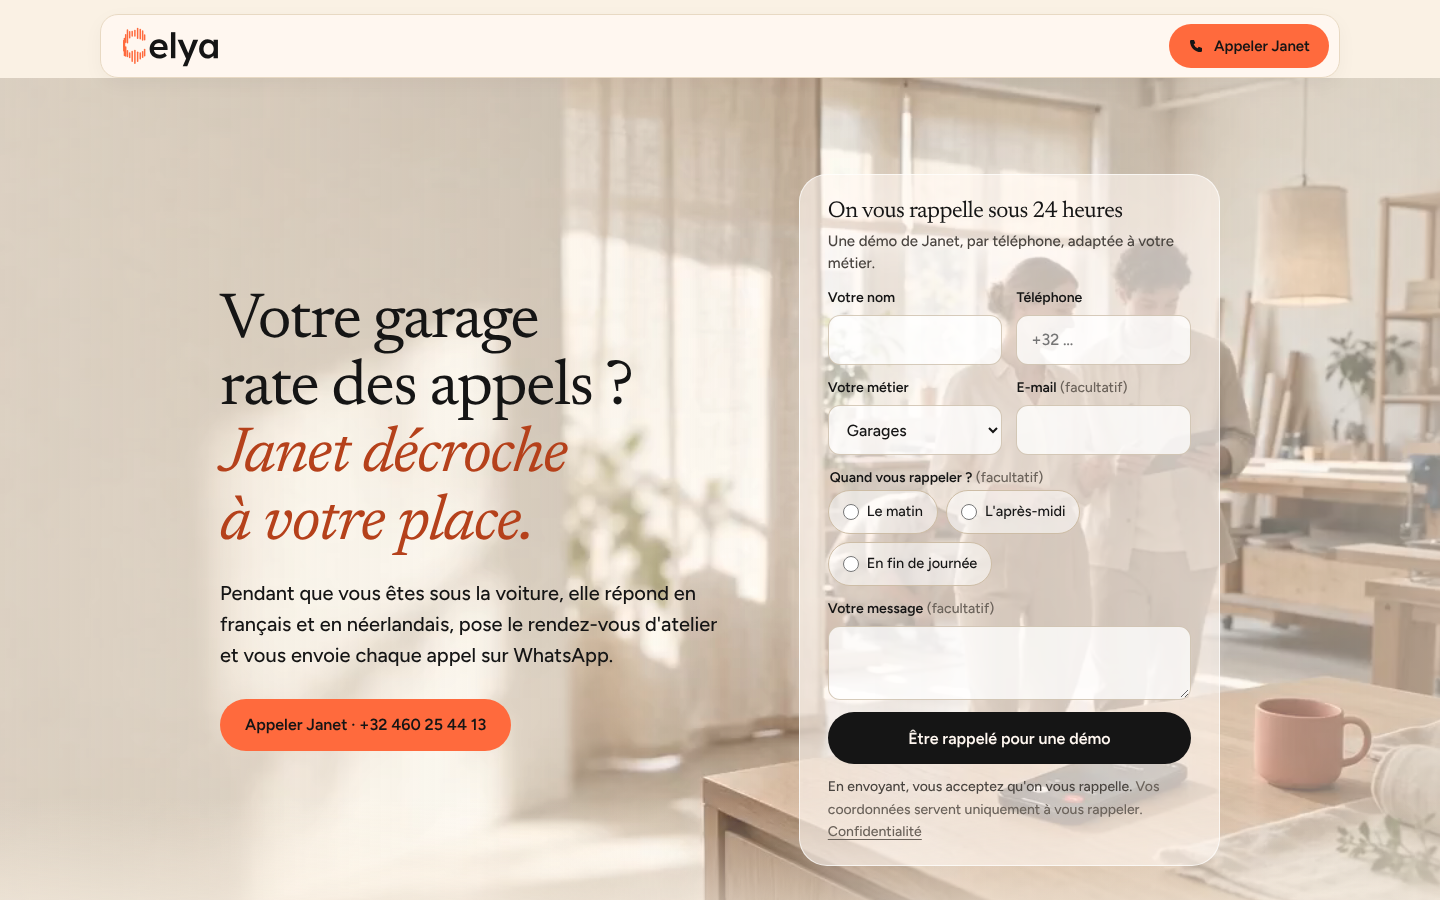 Celya
Appeler Janet
Votre garage
rate des appels ?
Janet décroche
à votre place.
Pendant que vous êtes sous la voiture, elle répond en
français et en néerlandais, pose le rendez-vous d'atelier
et vous envoie chaque appel sur WhatsApp.
Appeler Janet · +32 460 25 44 13
On vous rappelle sous 24 heures
Une démo de Janet, par téléphone, adaptée à votre
métier.
Votre nom
Téléphone
+32 ...
Votre métier
E-mail (facultatif)
Garages
Quand vous rappeler ? (facultatif)
Le matin
L'après-midi
En fin de journée
Votre message (facultatif)
Être rappelé pour une démo
En envoyant, vous acceptez qu'on vous rappelle. Vos
coordonnées servent uniquement à vous rappeler.
Confidentialité